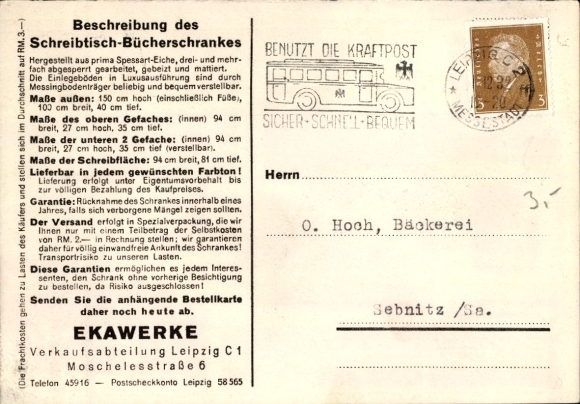 Beschreibung des
Schreibtisch-Bücherschrankes
Hergestellt aus prima Spessart-Eiche, drei- und mehr-
fach abgesperrt gearbeitet, gebeizt und mattiert.
Die Einlegeböden in Luxusausführung sind durch
Messingbodenträger beliebig und bequem verstellbar.
Maße außen: 150 cm hoch (einschließlich Füße),
100 cm breit, 40 cm tief.
Maße des oberen Gefaches: (innen) 94 cm
breit, 27 cm hoch, 35 cm tief.
Maße der unteren 2 Gefache: (innen) 94 cm
breit, 27 cm hoch, 35 cm tief (verstellbar).
Maße der Schreibfläche: 94 cm breit, 81 cm tief.
Lieferbar in jedem gewünschten Farbton!
Lieferung erfolgt unter Eigentumsvorbehalt bis
zur völligen Bezahlung des Kaufpreises.
Garantie: Rücknahme des Schrankes innerhalb eines
Jahres, falls sich verborgene Mängel zeigen sollten.
Der Versand erfolgt in Spezialverpackung, die wir
Ihnen nur mit einem Teilbetrag der Selbstkosten
von RM. 2.— in Rechnung stellen; wir garantieren
daher für völlig einwandfreie Ankunft des Schrankes!
Transportrisiko zu unseren Lasten.
Diese Garantien ermöglichen es jedem Interes-
senten, den Schrank ohne vorherige Besichtigung
zu bestellen, da Risiko ausgeschlossen!
Senden Sie die anhängende Bestellkarte
daher noch heute ab.
EKAWERKE
Verkaufsabteilung Leipzig C 1
Moschelesstraße 6
Telefon 45916 — Postscheckkonto Leipzig 58565
(Die Frachtkosten gehen zu Lasten des Käufers und stellen sich im Durchschnitt auf RM. 3.—)
BENUTZT DIE KRAFTPOST
SICHER · SCHNELL · BEQUEM
LEIPZIG C 2
MESSESTADT
3 3
Herrn
3,-
O. Hoch, Bäckerei
Sebnitz /Sa.